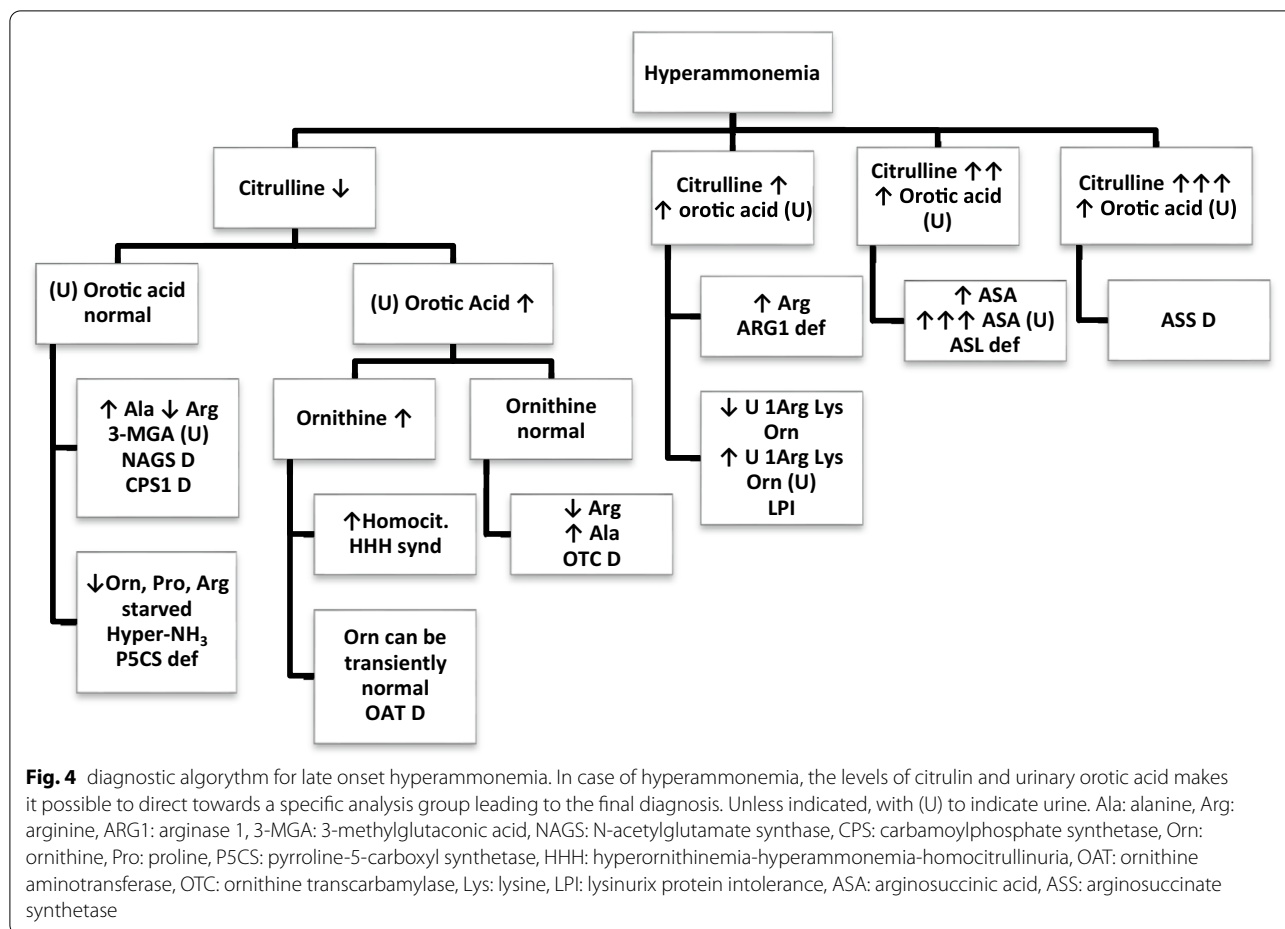 Hyperammonemia
Citrulline ↓
Citrulline ↑
↑ orotic acid (U)
Citrulline ↑↑
↑ Orotic acid
(U)
Citrulline ↑↑↑
↑ Orotic acid (U)
(U) Orotic acid
normal
(U) Orotic Acid ↑
↑ Arg
ARG1 def
↑ ASA
↑↑↑ ASA (U)
ASL def
ASS D
↑ Ala ↓ Arg
3-MGA (U)
NAGS D
CPS1 D
Ornithine ↑
Ornithine
normal
↓ U 1Arg Lys
Orn
↑ U 1Arg Lys
Orn (U)
LPI
↑Homocit.
HHH synd
↓ Arg
↑ Ala
OTC D
↓Orn, Pro, Arg
starved
Hyper-NH₃
P5CS def
Orn can be
transiently
normal
OAT D
Fig. 4 diagnostic algorythm for late onset hyperammonemia. In case of hyperammonemia, the levels of citrulin and urinary orotic acid makes
it possible to direct towards a specific analysis group leading to the final diagnosis. Unless indicated, with (U) to indicate urine. Ala: alanine, Arg:
arginine, ARG1: arginase 1, 3-MGA: 3-methylglutaconic acid, NAGS: N-acetylglutamate synthase, CPS: carbamoylphosphate synthetase, Orn:
ornithine, Pro: proline, P5CS: pyrroline-5-carboxyl synthetase, HHH: hyperornithinemia-hyperammonemia-homocitrullinuria, OAT: ornithine
aminotransferase, OTC: ornithine transcarbamylase, Lys: lysine, LPI: lysinurix protein intolerance, ASA: arginosuccinic acid, ASS: arginosuccinate
synthetase